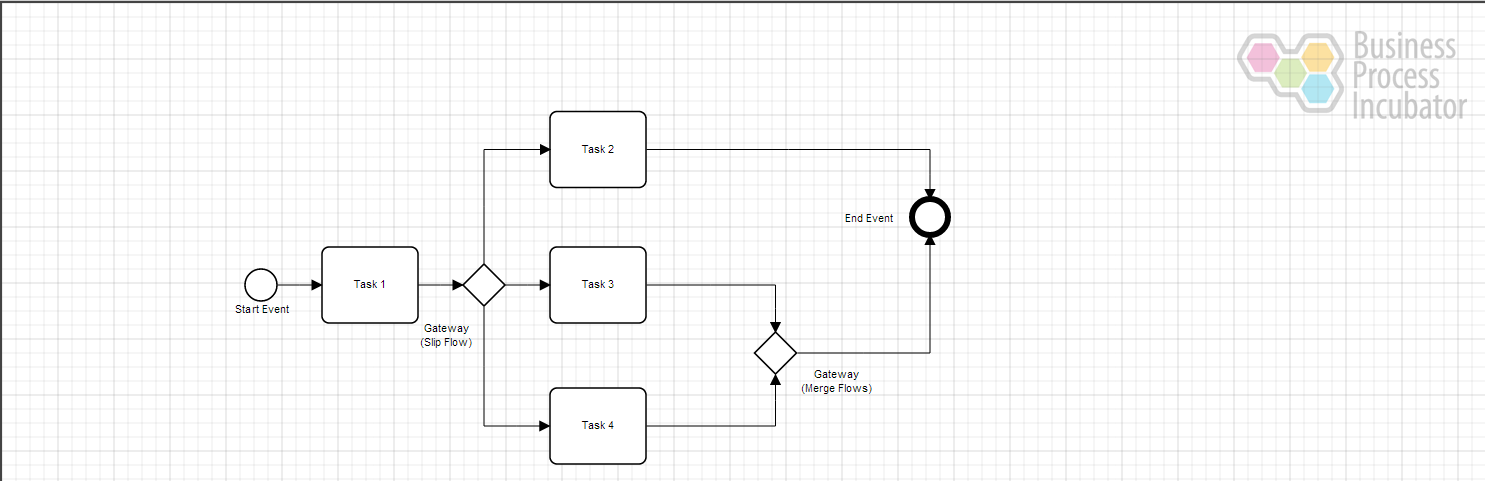 Business
Process
Incubator
Task 2
End Event
Task 1
Task 3
Start Event
Gateway
(Slip Flow)
Gateway
(Merge Flows)
Task 4